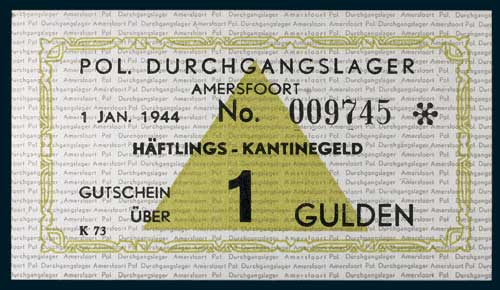 POL. DURCHGANGSLAGER
AMERSFOORT
1 JAN. 1944 No. 009745 *
HÄFTLINGS - KANTINEGELD
GUTSCHEIN ÜBER 1 GULDEN
K 73